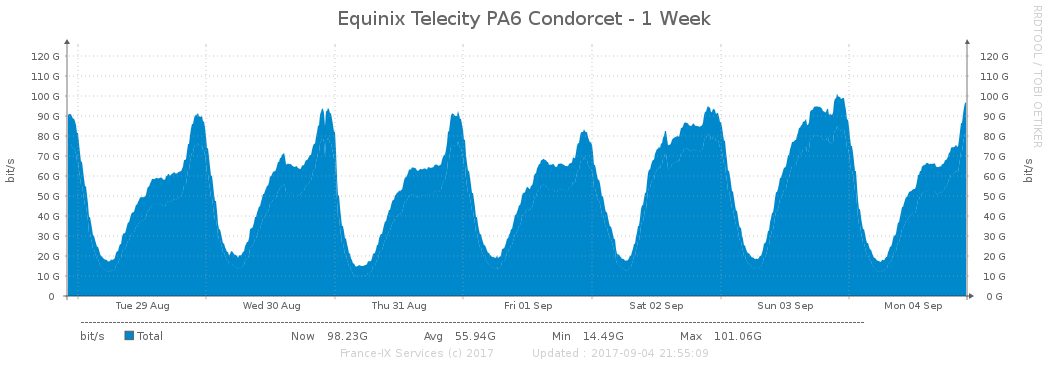 Equinix Telecity PA6 Condorcet - 1 Week
RRDTOOL / TOBI OETIKER
120 G 120 G
110 G 110 G
100 G 100 G
90 G 90 G
80 G 80 G
70 G 70 G
60 G 60 G
50 G 50 G
40 G 40 G
30 G 30 G
20 G 20 G
10 G 10 G
0 0 G
bit/s bit/s
Tue 29 Aug Wed 30 Aug Thu 31 Aug Fri 01 Sep Sat 02 Sep Sun 03 Sep Mon 04 Sep
bit/s Total Now 98.23G Avg 55.94G Min 14.49G Max 101.06G
France-IX Services (c) 2017 Updated : 2017-09-04 21:55:09